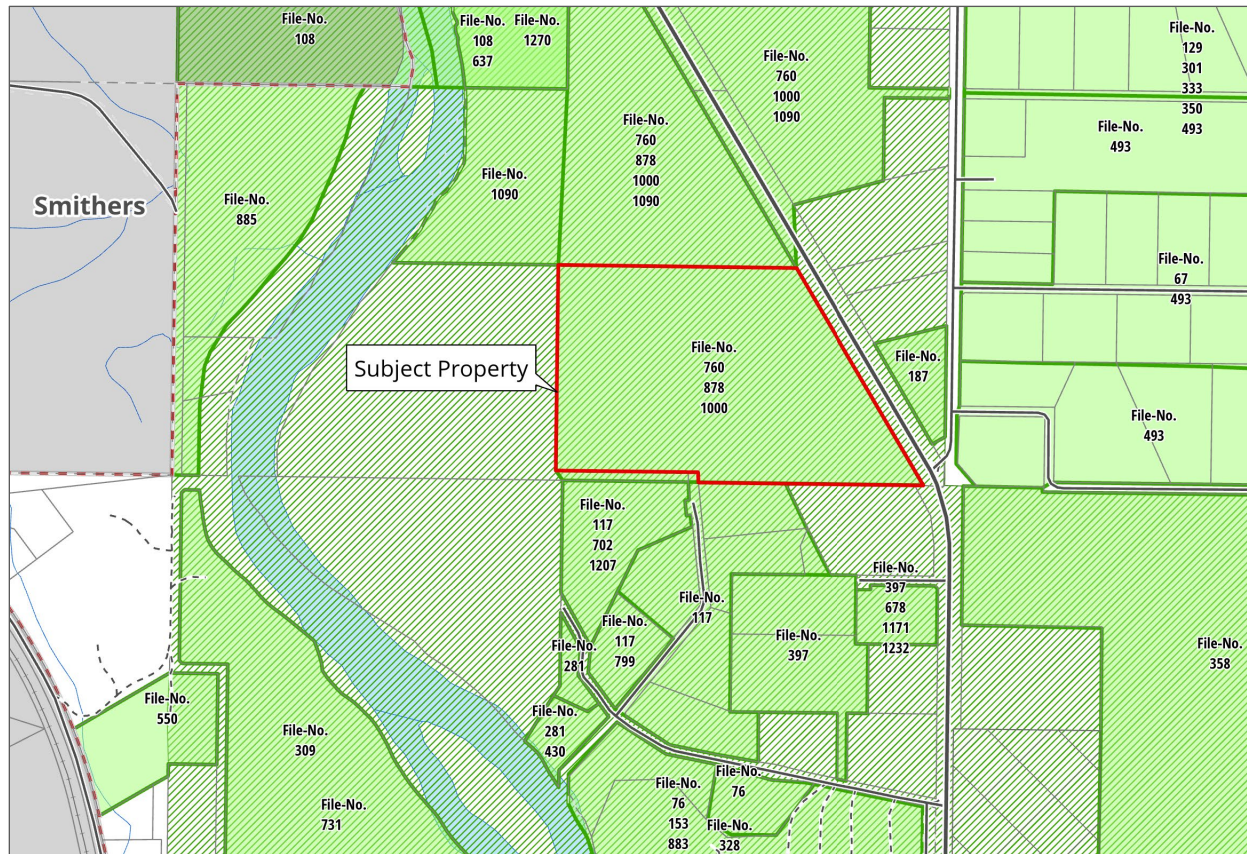 File-No.
108
File-No.
108
637
File-No.
1270
File-No.
760
1000
1090
File-No.
129
301
333
350
493
File-No.
760
878
1000
1090
File-No.
493
File-No.
1090
File-No.
885
Smithers
File-No.
67
493
Subject Property
File-No.
760
878
1000
File-No.
187
File-No.
493
File-No.
117
702
1207
File-No.
397
678
1171
1232
File-No.
117
File-No.
117
799
File-No.
397
File-No.
281
File-No.
358
File-No.
550
File-No.
281
430
File-No.
309
File-No.
76
153
883
File-No.
76
File-No.
731
File-No.
328